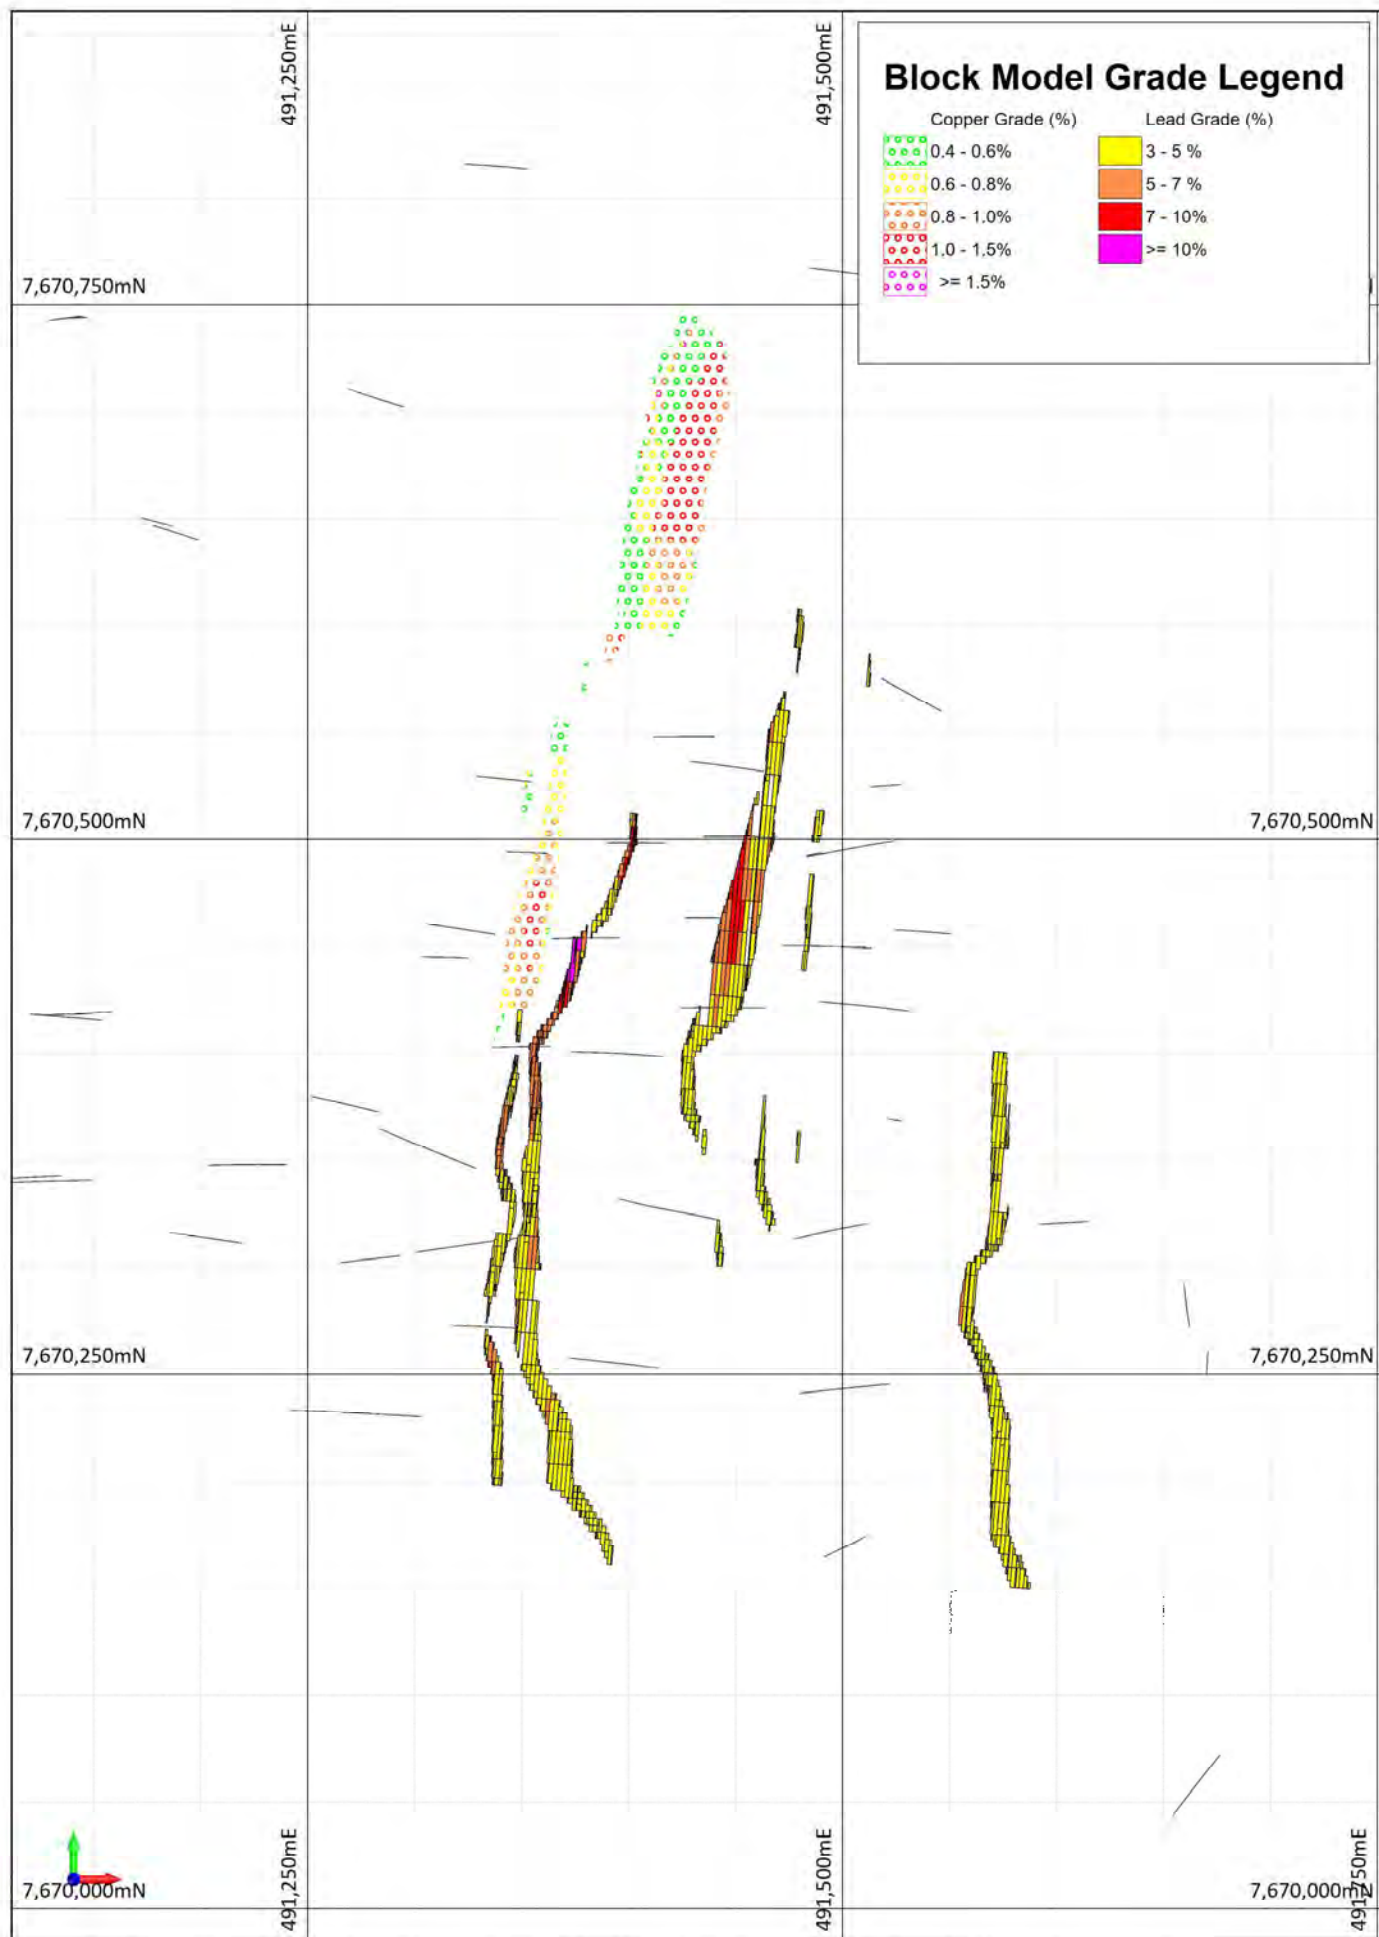 491,250mE
491,500mE
Block Model Grade Legend
Copper Grade (%)
Lead Grade (%)
0.4 - 0.6%
3 - 5 %
0.6 - 0.8%
5 - 7 %
0.8 - 1.0%
7 - 10%
1.0 - 1.5%
>= 10%
>= 1.5%
7,670,750mN
7,670,500mN
7,670,500mN
7,670,250mN
7,670,250mN
491,250mE
491,500mE
491,750mE
7,670,000mN
7,670,000mN